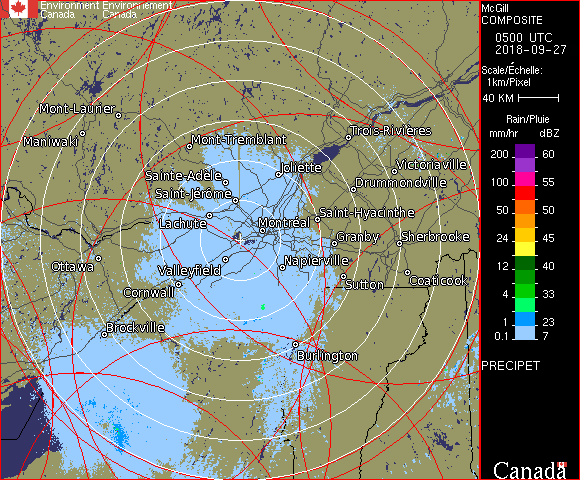 Environment Environnement
Canada Canada
McGill
COMPOSITE
0500 UTC
2018-09-27
Scale/Échelle:
1km/Pixel
40 KM
Rain/Pluie
mm/hr dBZ
200 60
100 55
50 50
24 45
12 40
4 33
1.1 23
0.1 7
PRECIPET
Canada
Mont-Laurier
Maniwaki
Mont-Tremblant
Trois-Rivières
Sainte-Adèle
Joliette
Victoriaville
Saint-Jérôme
Drummondville
Lachute
Montréal
Saint-Hyacinthe
Granby
Sherbrooke
Ottawa
Valleyfield
Napierville
Cornwall
Sutton
Coaticook
Brockville
Burlington